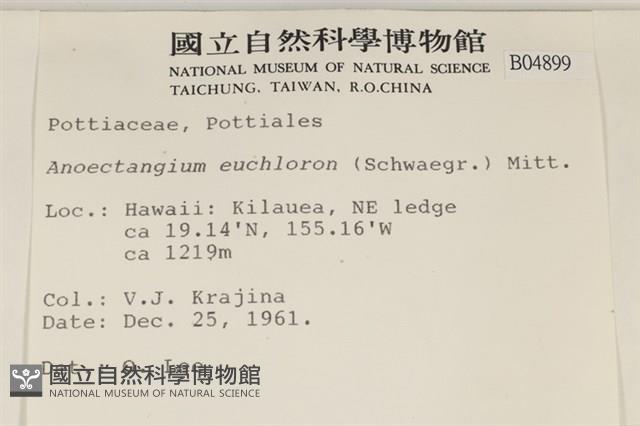 國立自然科學博物館
NATIONAL MUSEUM OF NATURAL SCIENCE
TAICHUNG, TAIWAN, R.O.CHINA
B04899
Pottiaceae, Pottiales
Anoectangium euchloron (Schwaegr.) Mitt.
Loc.: Hawaii: Kilauea, NE ledge
ca 19.14'N, 155.16'W
ca 1219m
Col.: V.J. Krajina
Date: Dec. 25, 1961.
國立自然科學博物館
NATIONAL MUSEUM OF NATURAL SCIENCE